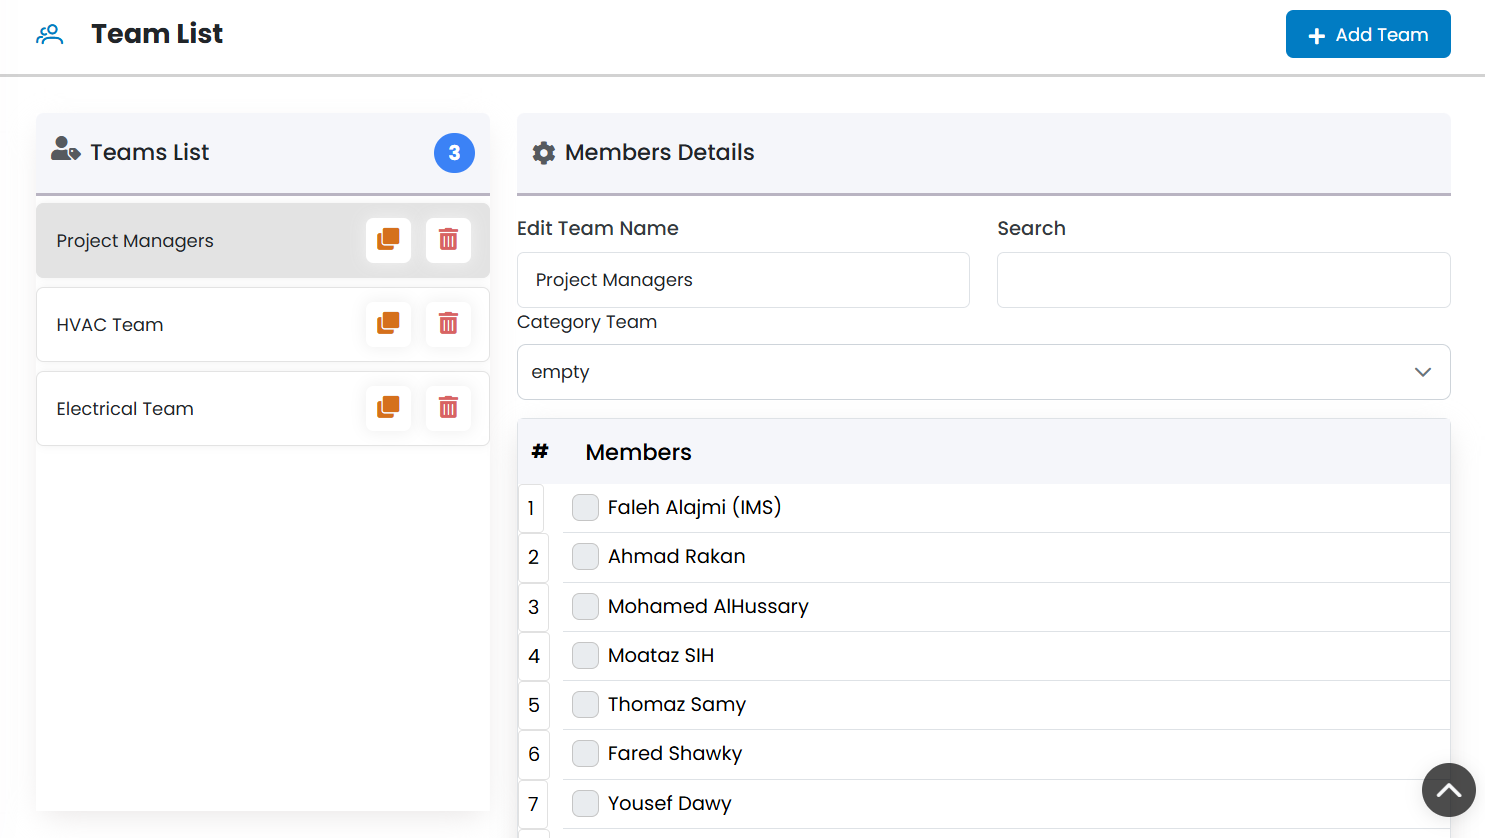 Team List
Add Team
Teams List
3
Project Managers
HVAC Team
Electrical Team
Members Details
Edit Team Name
Search
Project Managers
Category Team
empty
# Members
1 Faleh Alajmi (IMS)
2 Ahmad Rakan
3 Mohamed AlHussary
4 Moataz SIH
5 Thomaz Samy
6 Fared Shawky
7 Yousef Dawy